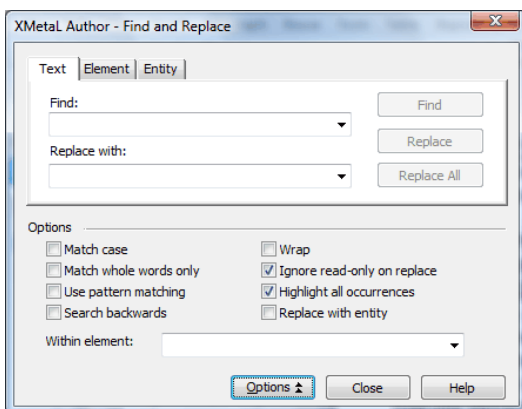 XMetaL Author - Find and Replace
Text Element Entity
Find:
Find
Replace with:
Replace
Replace All
Options
Match case
Wrap
Match whole words only
Ignore read-only on replace
Use pattern matching
Highlight all occurrences
Search backwards
Replace with entity
Within element:
Options Close Help